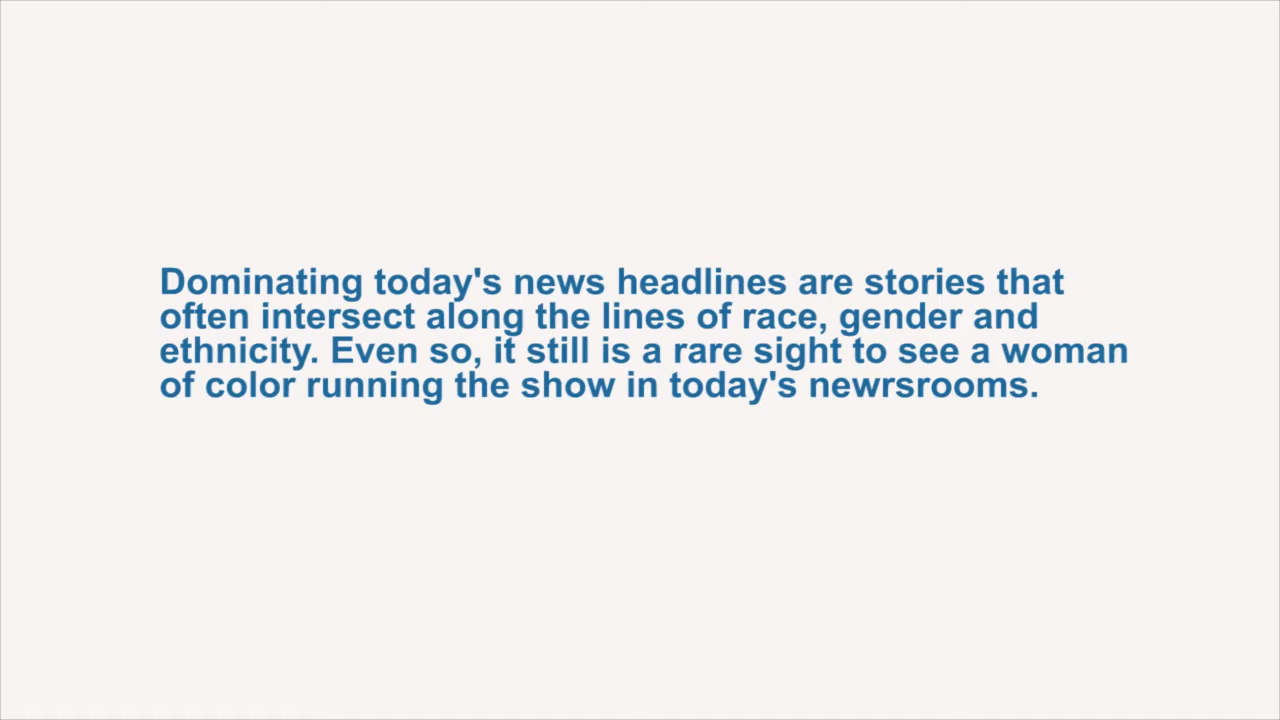 Dominating today's news headlines are stories that
often intersect along the lines of race, gender and
ethnicity. Even so, it still is a rare sight to see a woman
of color running the show in today's newrsrooms.